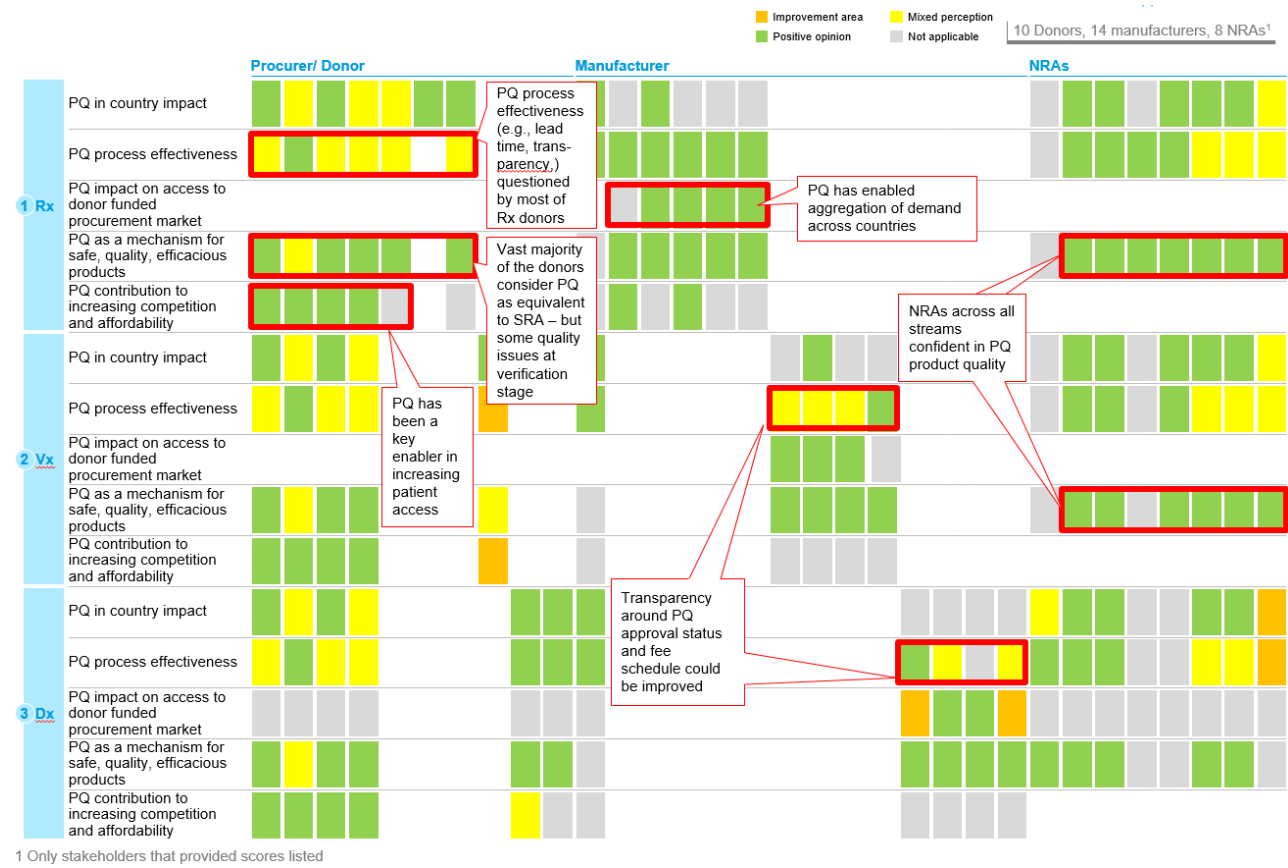 Improvement area
Mixed perception
Positive opinion
Not applicable
10 Donors, 14 manufacturers, 8 NRAs1
Procurer/ Donor
Manufacturer
NRAs
1 Rx
PQ in country impact
PQ process effectiveness
PQ impact on access to
donor funded
procurement market
PQ as a mechanism for
safe, quality, efficacious
products
PQ contribution to
increasing competition
and affordability
2 Vx
PQ in country impact
PQ process effectiveness
PQ impact on access to
donor funded
procurement market
PQ as a mechanism for
safe, quality, efficacious
products
PQ contribution to
increasing competition
and affordability
3 Dx
PQ in country impact
PQ process effectiveness
PQ impact on access to
donor funded
procurement market
PQ as a mechanism for
safe, quality, efficacious
products
PQ contribution to
increasing competition
and affordability
PQ process
effectiveness
(e.g., lead
time, trans-
parency,)
questioned
by most of
Rx donors
Vast majority
of the donors
consider PQ
as equivalent
to SRA – but
some quality
issues at
verification
stage
PQ has
been a
key
enabler in
increasing
patient
access
PQ has enabled
aggregation of demand
across countries
NRAs across all
streams
confident in PQ
product quality
Transparency
around PQ
approval status
and fee
schedule could
be improved
1 Only stakeholders that provided scores listed